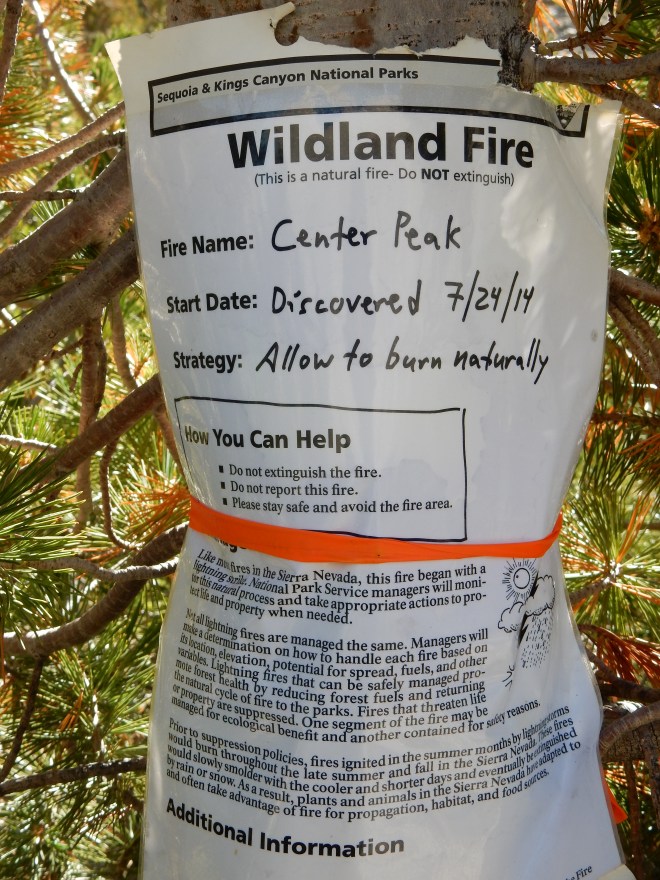 Sequoia & Kings Canyon National Parks
Wildland Fire
(This is a natural fire- Do NOT extinguish)
Fire Name: Center Peak
Start Date: Discovered 7/24/14
Strategy: Allow to burn naturally
How You Can Help
Do not extinguish the fire.
Do not report this fire.
Please stay safe and avoid the fire area.
Like fires in the Sierra Nevada, this fire began with a
lightning strike. National Park Service managers will moni-
tor this natural process and take appropriate actions to pro-
tect life and property when needed.
Not all lightning fires are managed the same. Managers will
make a determination on how to handle each fire based on
its location, elevation, potential for spread, fuels, and other
variables. Lightning fires that can be safely managed pro-
mote forest health by reducing forest fuels and returning
the natural cycle of fire to the parks. Fires that threaten life
or property are suppressed. One segment of the fire may be
managed for ecological benefit and another contained for safety reasons.
Prior to suppression policies, fires ignited in the summer months by lightning storms
would burn throughout the late summer and fall in the Sierra Nevada. These fires
would slowly smolder with the cooler and shorter days and eventually be extinguished
by rain or snow. As a result, plants and animals in the Sierra Nevada have adapted to
and often take advantage of fire for propagation, habitat, and food sources.
Additional Information
Fire